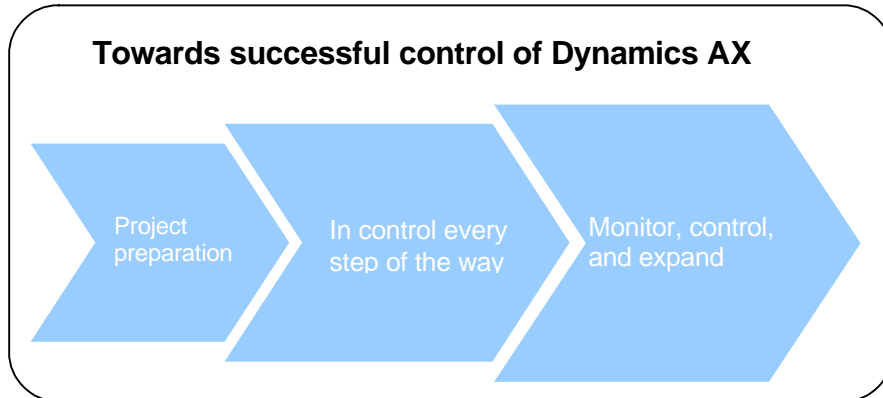 Towards successful control of Dynamics AX
Project
preparation
In control every
step of the way
Monitor, control,
and expand